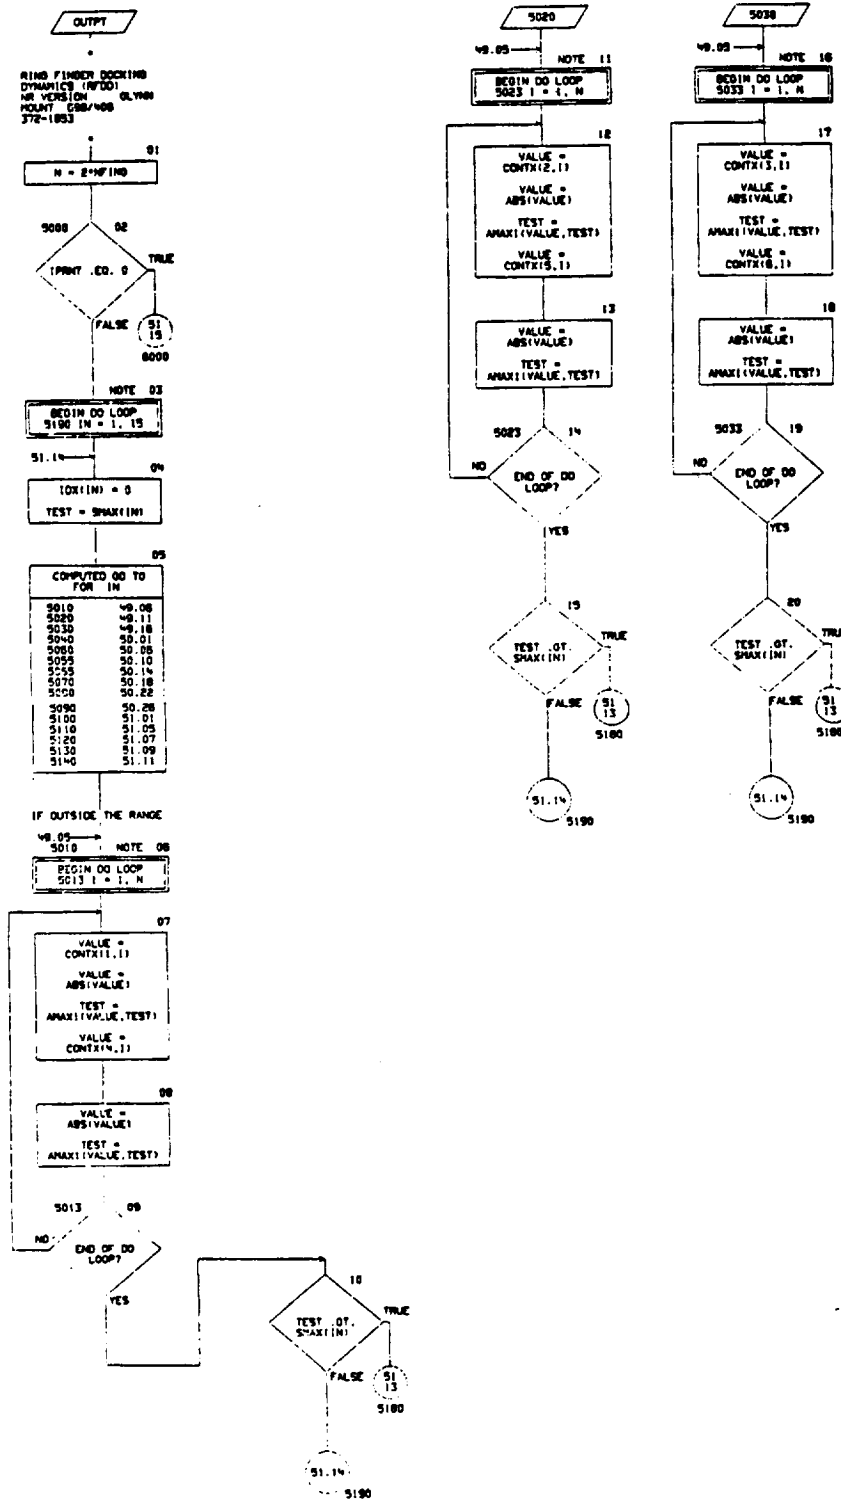 OUTPT
RING FINGER DOCKING
DYNAMICS (RFDD)
NR VERSION GLYNN
MOUNT G98/408
372-1853
01
N = 2*NFING
5000 02
IPRNT .EQ. 0
TRUE
FALSE
51
15
6000
NOTE 03
BEGIN DO LOOP
5190 IN = 1, 15
51.14
04
IDX(IN) = 0
TEST = SMAX(IN)
05
COMPUTED GO TO
FOR IN
5010 49.06
5020 49.11
5030 49.16
5040 50.01
5060 50.06
5055 50.10
50.14
5070 50.18
50.22
5090 50.26
5100 51.01
5110 51.05
5120 51.07
5130 51.09
5140 51.11
IF OUTSIDE THE RANGE
49.05
5010 NOTE 06
BEGIN DO LOOP
5013 I = 1, N
07
VALUE =
CONTX(1,I)
VALUE =
ABS(VALUE)
TEST =
AMAX1(VALUE,TEST)
VALUE =
CONTX(4,I)
08
VALUE =
ABS(VALUE)
TEST =
AMAX1(VALUE,TEST)
5013 09
NO
END OF DO
LOOP?
YES
10
TEST .GT.
SMAX(IN)
TRUE
FALSE
51
13
5180
51.14
5190
5020
49.05
NOTE 11
BEGIN DO LOOP
5023 I = 1, N
12
VALUE =
CONTX(2,I)
VALUE =
ABS(VALUE)
TEST =
AMAX1(VALUE,TEST)
VALUE =
CONTX(5,I)
13
VALUE =
ABS(VALUE)
TEST =
AMAX1(VALUE,TEST)
5023 14
NO
END OF DO
LOOP?
YES
15
TEST .GT.
SMAX(IN)
TRUE
FALSE
51
13
5180
51.14
5190
5030
49.05
NOTE 16
BEGIN DO LOOP
5033 I = 1, N
17
VALUE =
CONTX(3,I)
VALUE =
ABS(VALUE)
TEST =
AMAX1(VALUE,TEST)
VALUE =
CONTX(6,I)
18
VALUE =
ABS(VALUE)
TEST =
AMAX1(VALUE,TEST)
5033 19
NO
END OF DO
LOOP?
YES
20
TEST .GT.
SMAX(IN)
TRUE
FALSE
51
13
5180
51.14
5190